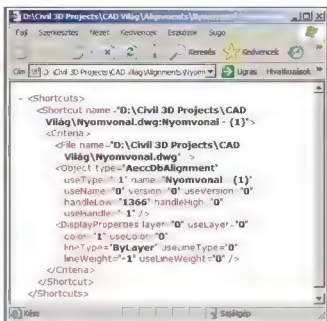 D:\Civil 3D Projects\CAD Világ\Alignments\Nyomvonal
Fájl Szerkesztés Nézet Kedvencek Eszközök Súgó
Keresés Kedvencek
Cím D:\Civil 3D Projects\CAD Világ\Alignments\Nyomv Ugrás Hivatkozások »
- <Shortcuts>
<Shortcut name="D:\Civil 3D Projects\CAD
Világ\Nyomvonal.dwg:Nyomvonal - (1)">
<Criteria>
<File name="D:\Civil 3D Projects\CAD
Világ\Nyomvonal.dwg" >
<Object type="AeccDbAlignment"
useType="1" name="Nyomvonal (1)"
useName="0" version="0" useVersion="0"
handleLow="1366" handleHigh="0"
useHandle="1" />
<DisplayProperties layer="0" useLayer="0"
color="1" useColor="0"
lineType="ByLayer" useLineType="0"
lineWeight="-1" useLineWeight="0" />
</Criteria>
</Shortcut>
</Shortcuts>
Kész Sajátgép